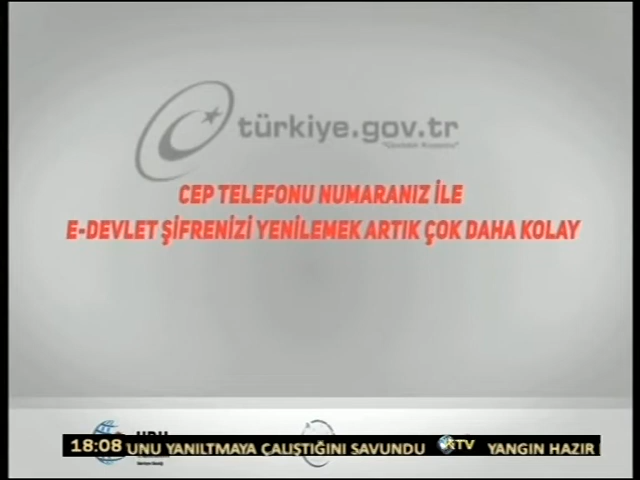 türkiye.gov.tr
CEP TELEFONU NUMARANIZ İLE
E-DEVLET ŞİFRENİZİ YENİLEMEK ARTIK ÇOK DAHA KOLAY
18:08 UNU YANILTMAYA ÇALIŞTIĞINI SAVUNDU KTV YANGIN HAZIR